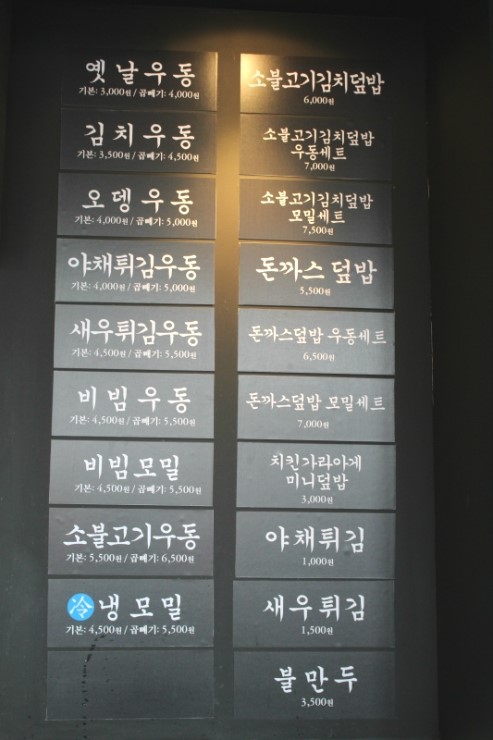 옛날우동
기본: 3,000원 / 곱빼기: 4,000원
김치우동
기본: 3,500원 / 곱빼기: 4,500원
오뎅우동
기본: 4,000원 / 곱빼기: 5,000원
야채튀김우동
기본: 4,000원 / 곱빼기: 5,000원
새우튀김우동
기본: 4,500원 / 곱빼기: 5,500원
비빔우동
기본: 4,500원 / 곱빼기: 5,500원
비빔모밀
기본: 4,500원 / 곱빼기: 5,500원
소불고기우동
기본: 5,500원 / 곱빼기: 6,500원
冷 냉모밀
기본: 4,500원 / 곱빼기: 5,500원
소불고기김치덮밥
6,000원
소불고기김치덮밥
우동세트
7,000원
소불고기김치덮밥
모밀세트
7,500원
돈까스 덮밥
5,500원
돈까스덮밥 우동세트
6,500원
돈까스덮밥 모밀세트
7,000원
치킨가라아게
미니덮밥
3,000원
야채튀김
1,000원
새우튀김
1,500원
불만두
3,500원